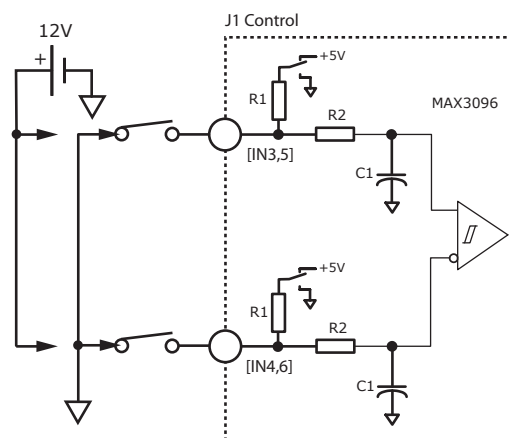 J1 Control
12V
+
+5V
R1
R2
MAX3096
[IN3,5]
C1
+5V
R1
R2
[IN4,6]
C1